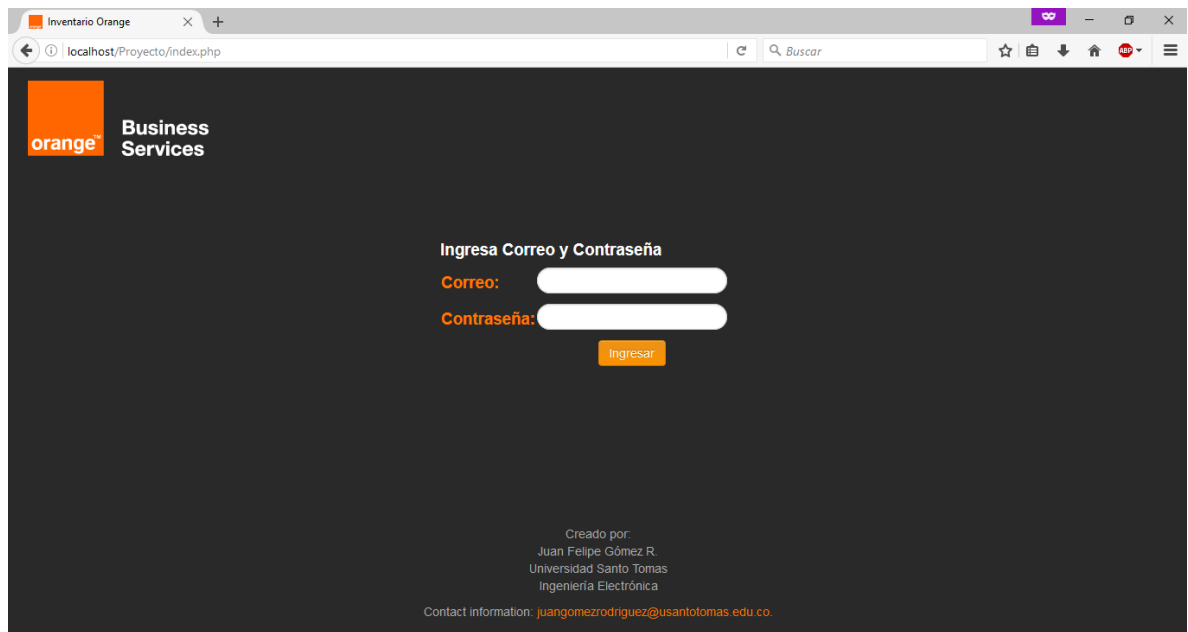 Inventario Orange
localhost/Proyecto/index.php
Buscar
ABP
orange™
Business
Services
Ingresa Correo y Contraseña
Correo:
Contraseña:
Ingresar
Creado por:
Juan Felipe Gómez R.
Universidad Santo Tomas
Ingeniería Electrónica
Contact information: juangomezrodriguez@usantotomas.edu.co.